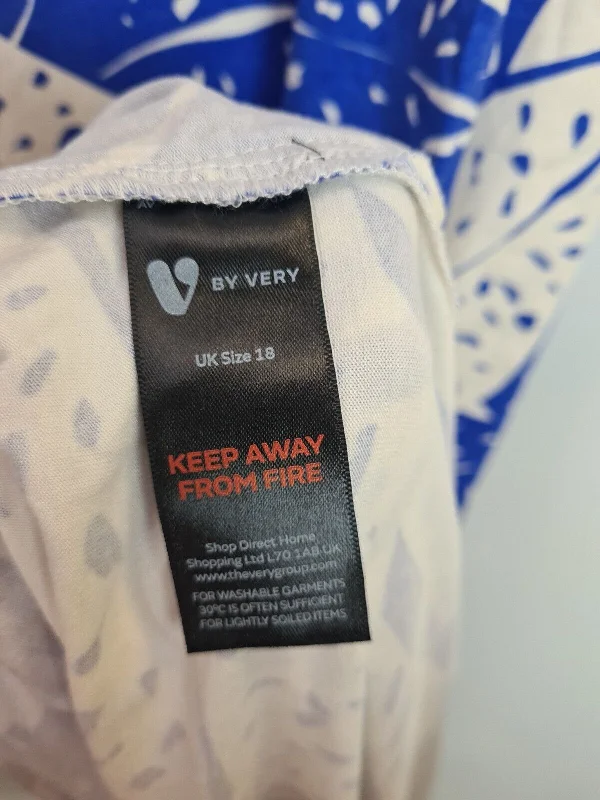 V BY VERY
UK Size 18
KEEP AWAY
FROM FIRE
Shop Direct Home
Shopping Ltd L70 1AB UK
www.theverygroup.com
FOR WASHABLE GARMENTS
30°C IS OFTEN SUFFICIENT
FOR LIGHTLY SOILED ITEMS